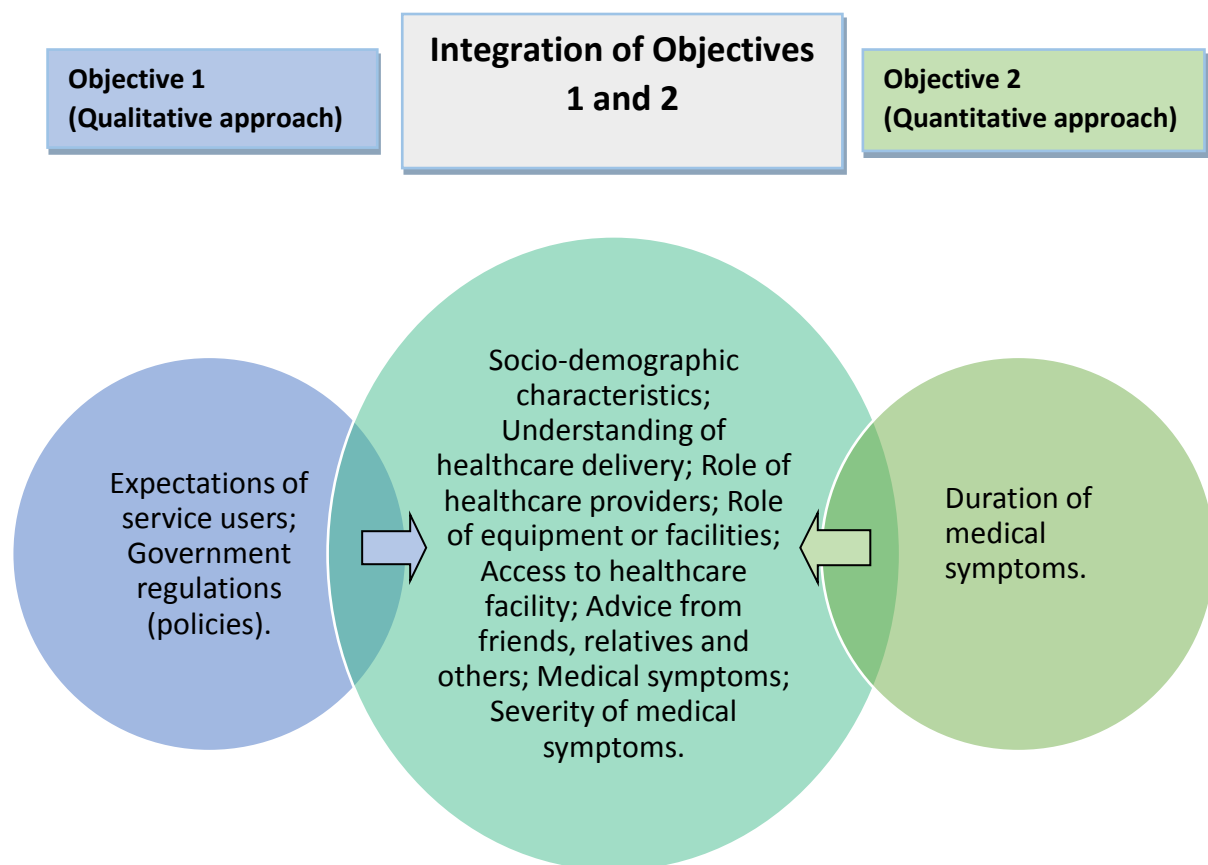 Objective 1
(Qualitative approach)
Integration of Objectives
1 and 2
Objective 2
(Quantitative approach)
Expectations of
service users;
Government
regulations
(policies).
Socio-demographic
characteristics;
Understanding of
healthcare delivery; Role of
healthcare providers; Role
of equipment or facilities;
Access to healthcare
facility; Advice from
friends, relatives and
others; Medical symptoms;
Severity of medical
symptoms.
Duration of
medical
symptoms.